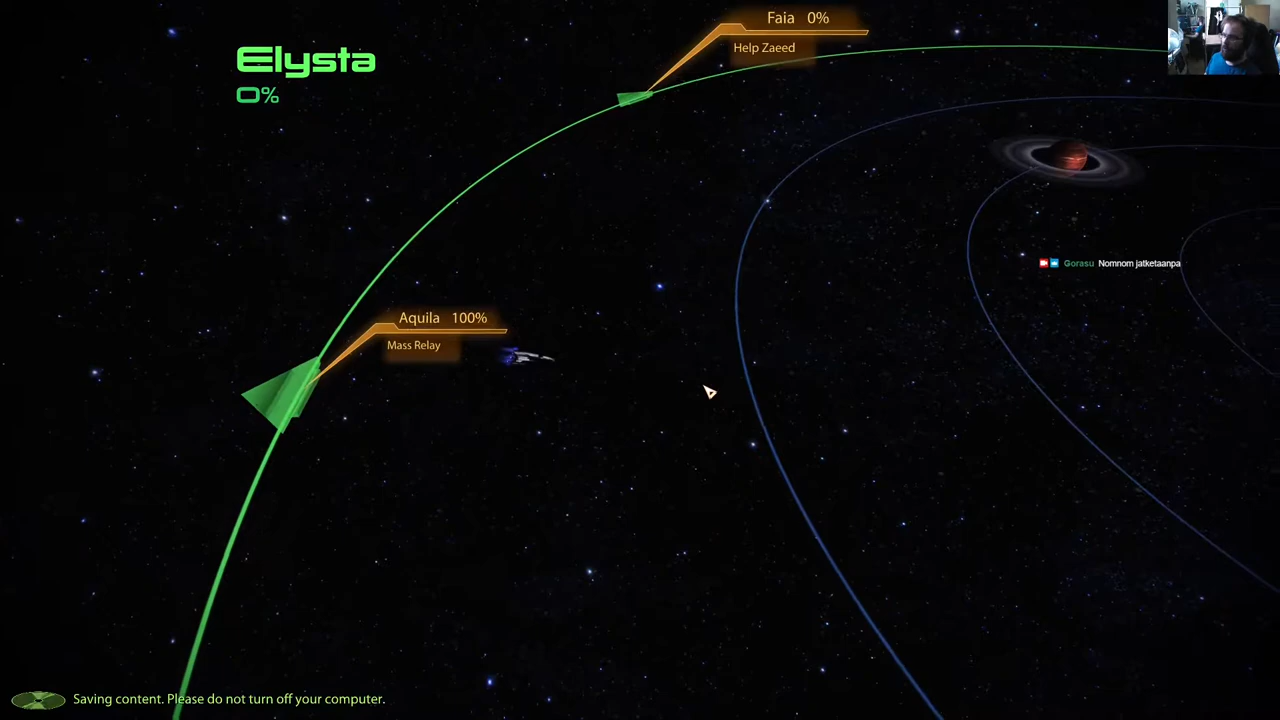 Faia 0%
Help Zaeed
Elysta
0%
Gorasu Nomnom jatketaanpa
Aquila 100%
Mass Relay
Saving content. Please do not turn off your computer.